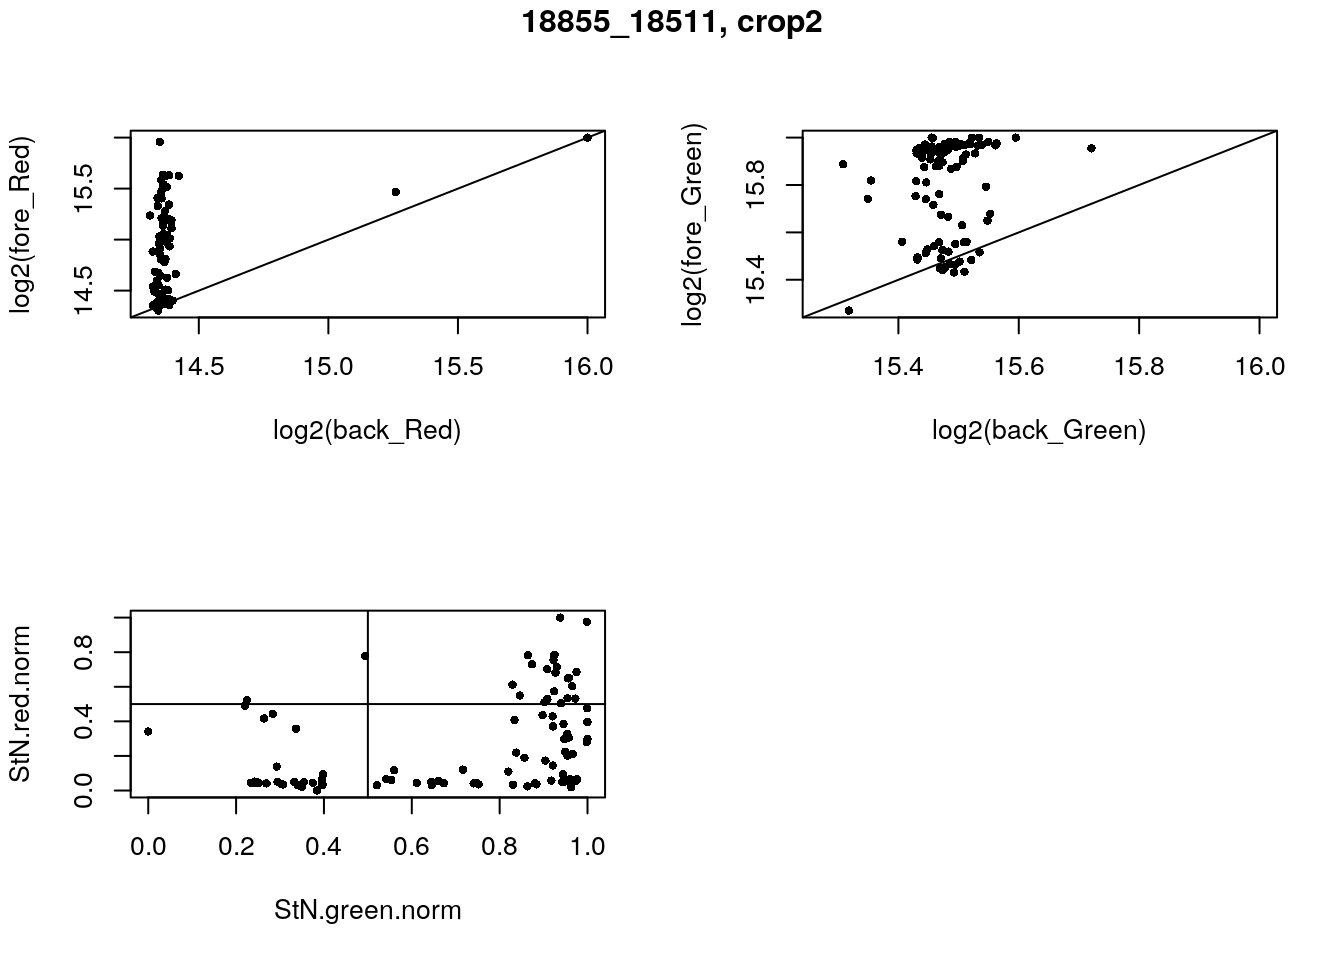 18855_18511, crop2
log2(fore_Red)
15.5
14.5
14.5 15.0 15.5 16.0
log2(back_Red)
log2(fore_Green)
15.8
15.4
15.4 15.6 15.8 16.0
log2(back_Green)
StN.red.norm
0.8
0.4
0.0
0.0 0.2 0.4 0.6 0.8 1.0
StN.green.norm